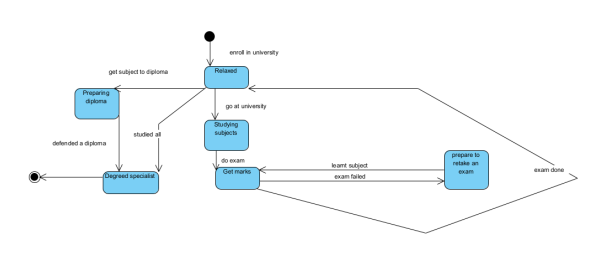 enroll in university
Relaxed
get subject to diploma
Preparing
diploma
go at university
Studying
subjects
defended a diploma
studied all
do exam
prepare to
retake an
exam
learnt subject
exam failed
exam done
Degreed specialist
Get marks